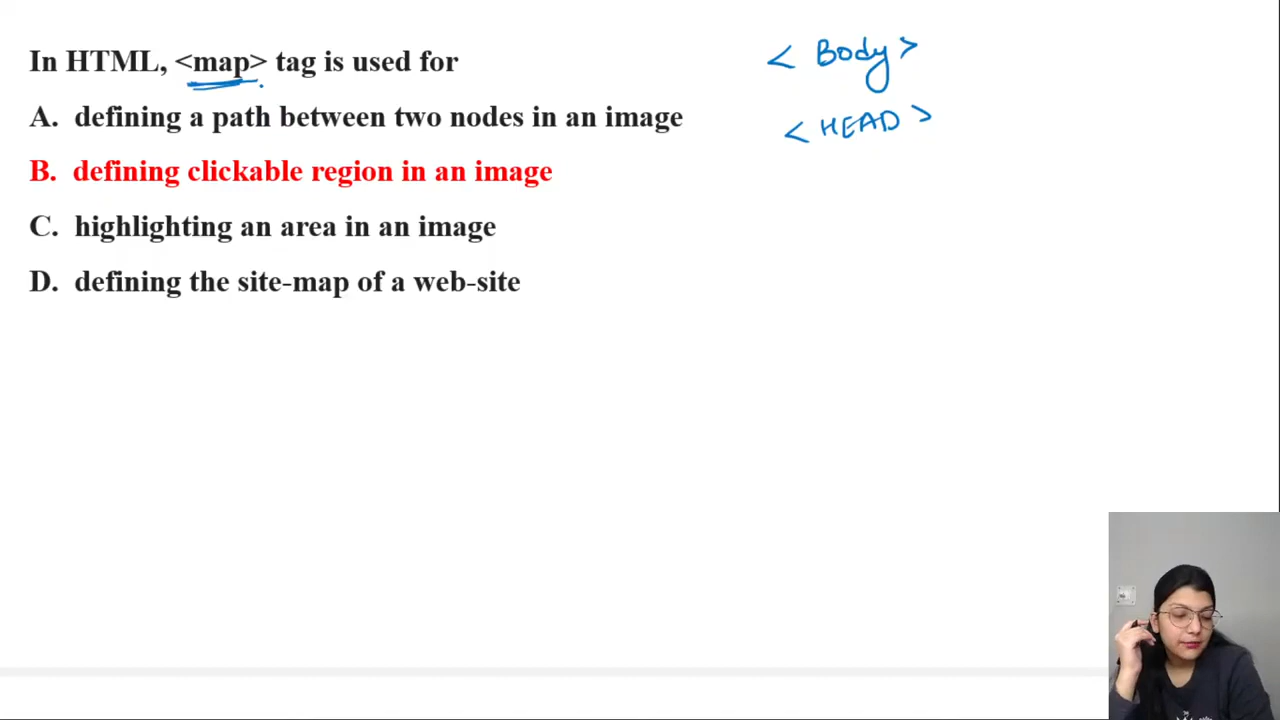 In HTML, <map> tag is used for
A. defining a path between two nodes in an image
B. defining clickable region in an image
C. highlighting an area in an image
D. defining the site-map of a web-site
< Body >
< HEAD >